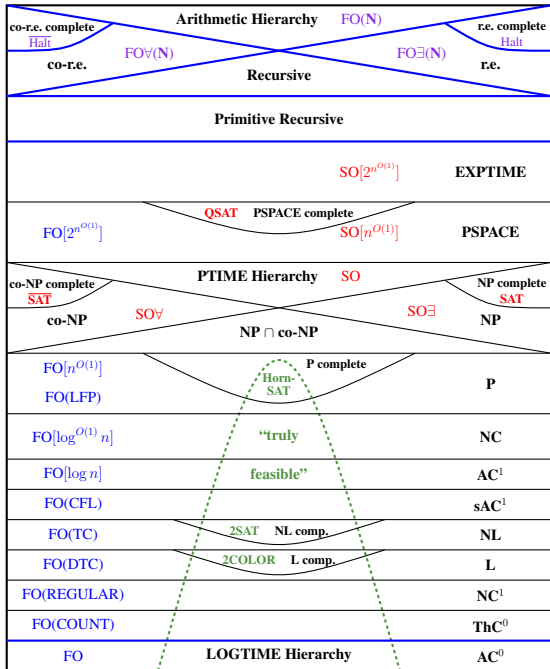 Arithmetic Hierarchy FO(N)
co-r.e. complete r.e. complete
Halt Halt
FO∀(N) FO∃(N)
co-r.e. r.e.
Recursive
Primitive Recursive
SO[2^{n^{O(1)}}] EXPTIME
QSAT PSPACE complete
FO[2^{n^{O(1)}}] SO[n^{O(1)}] PSPACE
PTIME Hierarchy SO
co-NP complete NP complete
SAT SAT
SO∀ SO∃
co-NP NP
NP ∩ co-NP
P complete
FO[n^{O(1)}] Horn-
P
SAT
FO(LFP)
FO[log^{O(1)} n] “truly NC
FO[log n] feasible” AC^1
FO(CFL) sAC^1
FO(TC) 2SAT NL comp. NL
FO(DTC) 2COLOR L comp. L
FO(REGULAR) NC^1
FO(COUNT) ThC^0
FO LOGTIME Hierarchy AC^0